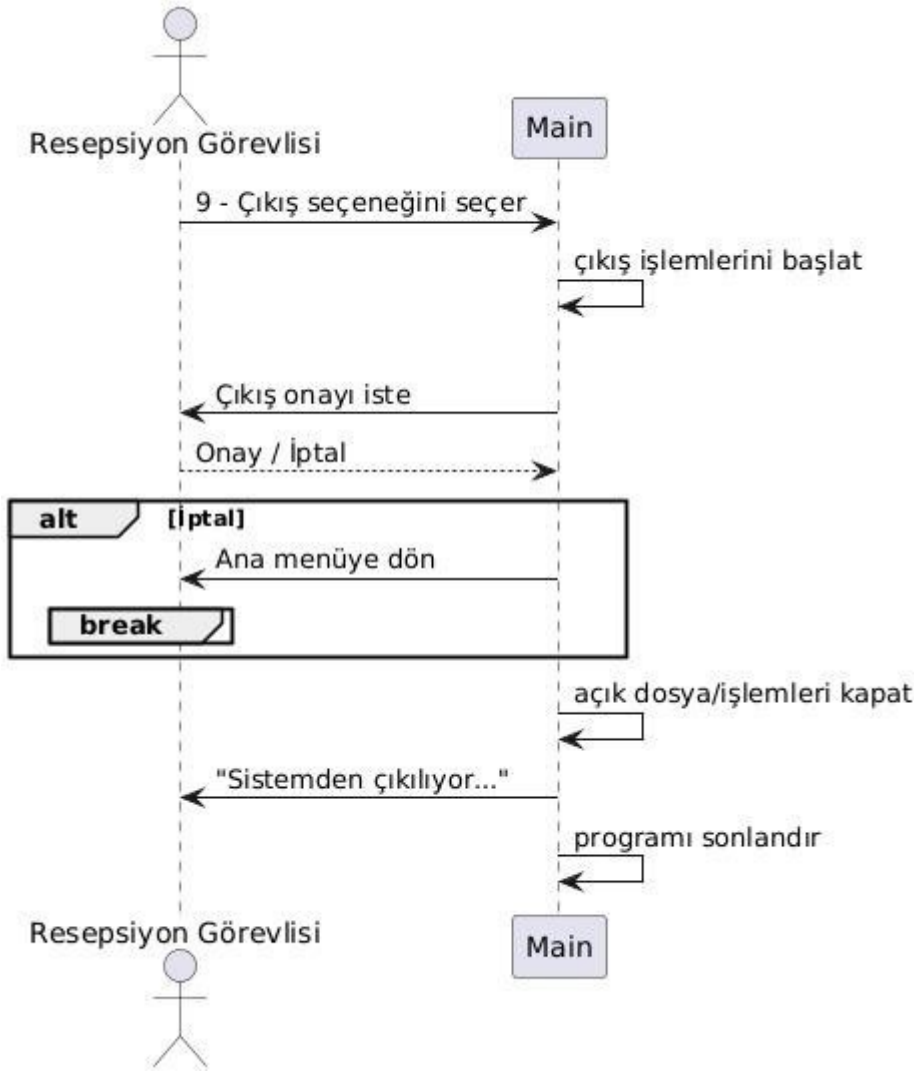 Resepsiyon Görevlisi
Main
9 - Çıkış seçeneğini seçer
çıkış işlemlerini başlat
Çıkış onayı iste
Onay / İptal
alt [İptal]
Ana menüye dön
break
açık dosya/işlemleri kapat
"Sistemden çıkılıyor..."
programı sonlandır
Resepsiyon Görevlisi
Main